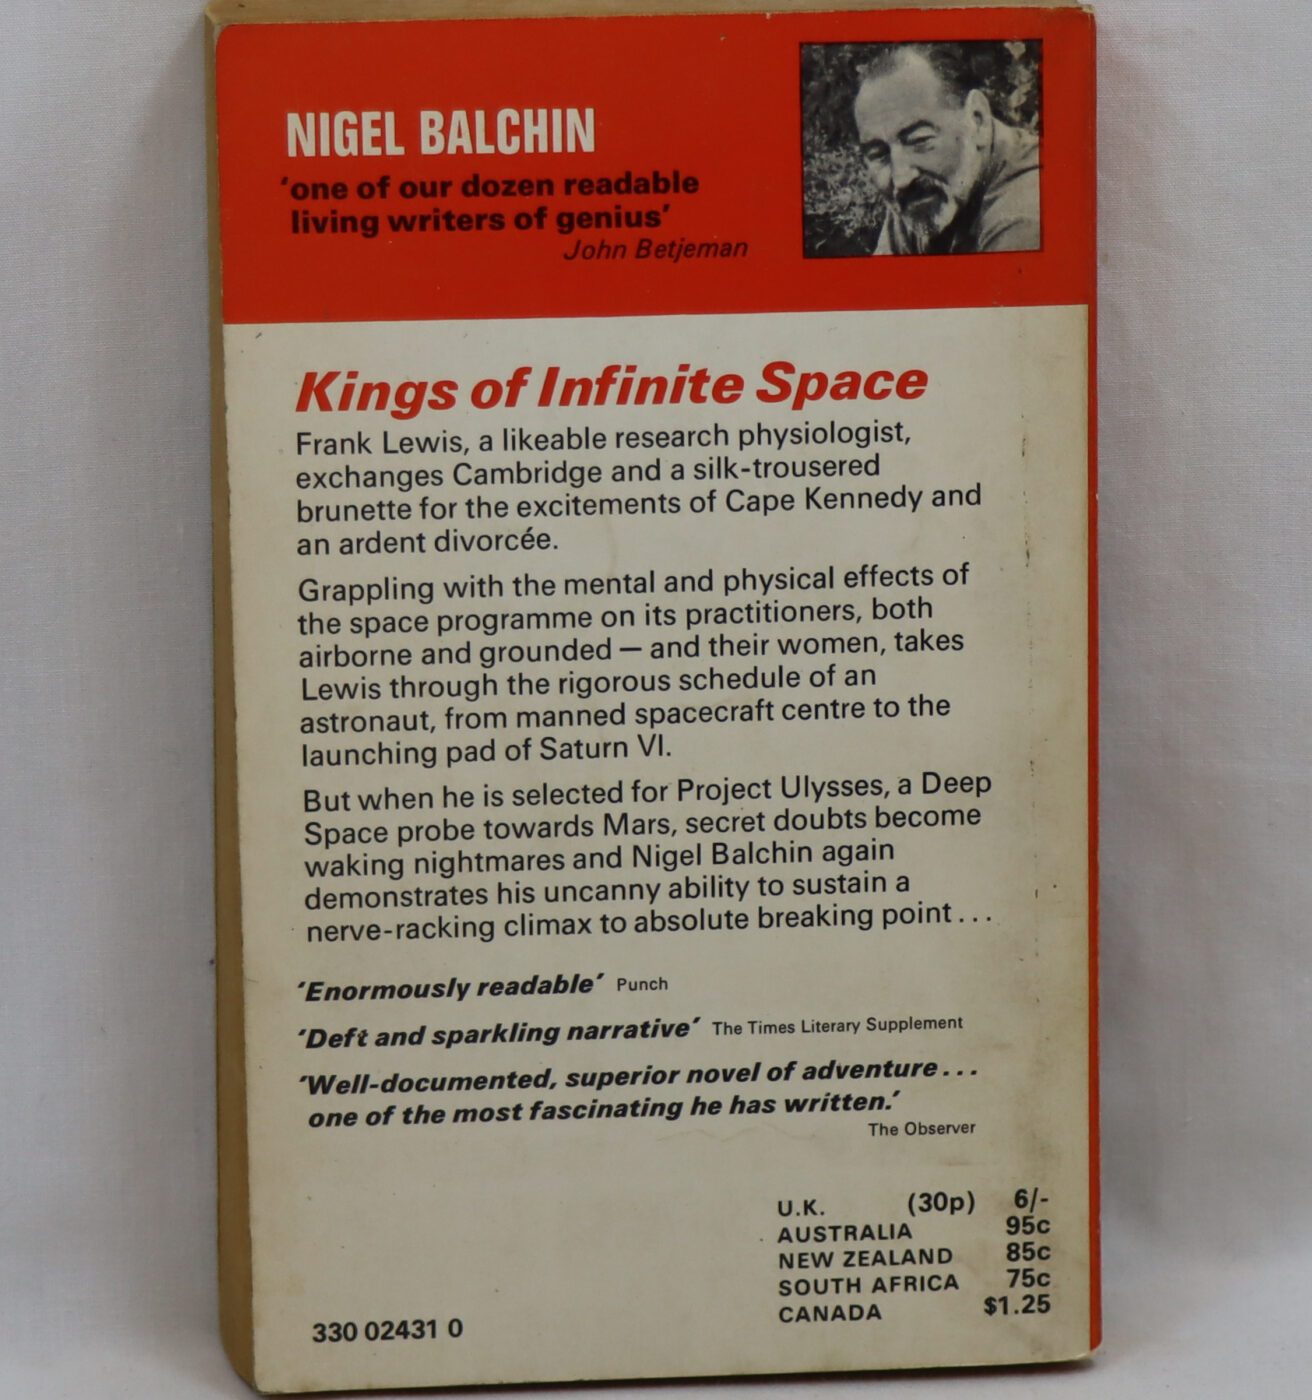 NIGEL BALCHIN
'one of our dozen readable
living writers of genius'
John Betjeman
Kings of Infinite Space
Frank Lewis, a likeable research physiologist,
exchanges Cambridge and a silk-trousered
brunette for the excitements of Cape Kennedy and
an ardent divorcée.
Grappling with the mental and physical effects of
the space programme on its practitioners, both
airborne and grounded — and their women, takes
Lewis through the rigorous schedule of an
astronaut, from manned spacecraft centre to the
launching pad of Saturn VI.
But when he is selected for Project Ulysses, a Deep
Space probe towards Mars, secret doubts become
waking nightmares and Nigel Balchin again
demonstrates his uncanny ability to sustain a
nerve-racking climax to absolute breaking point...
'Enormously readable' Punch
'Deft and sparkling narrative' The Times Literary Supplement
'Well-documented, superior novel of adventure...
one of the most fascinating he has written.'
The Observer
U.K. (30p) 6/-
AUSTRALIA 95c
NEW ZEALAND 85c
SOUTH AFRICA 75c
CANADA $1.25
330 02431 0